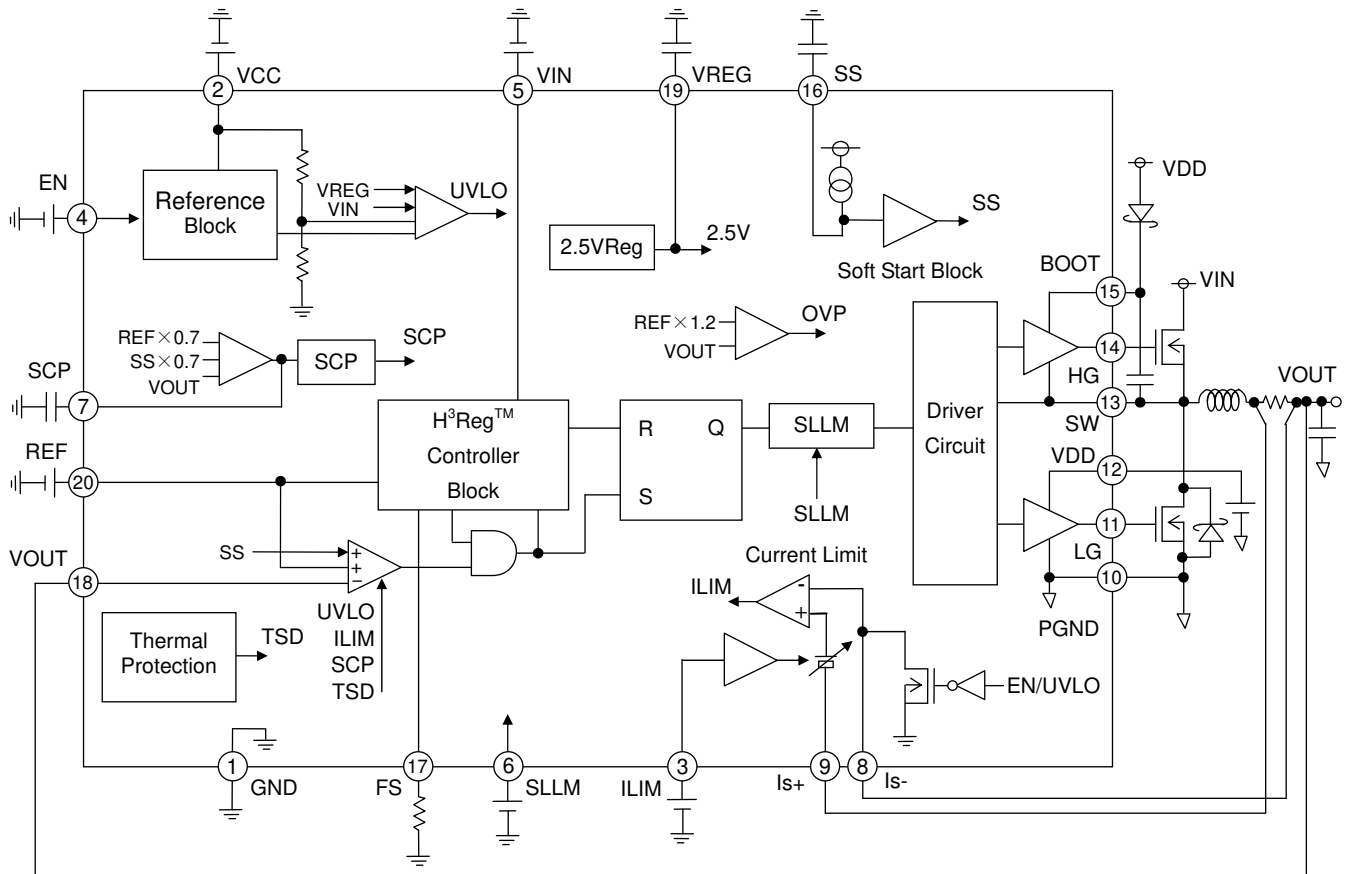 2
VCC
5
VIN
19
VREG
16
SS
EN
4
Reference
Block
VREG
VIN
UVLO
2.5VReg
2.5V
SS
Soft Start Block
VDD
BOOT
15
VIN
REF×0.7
SS×0.7
VOUT
SCP
SCP
REF×1.2
VOUT
OVP
14
HG
SCP
7
13
SW
VOUT
H³Reg™
Controller
Block
R
Q
S
SLLM
SLLM
Driver
Circuit
REF
20
VDD
12
11
LG
10
PGND
VOUT
18
SS
+
+
−
UVLO
ILIM
SCP
TSD
Thermal
Protection
TSD
Current Limit
ILIM
-
+
EN/UVLO
1
GND
17
FS
6
SLLM
3
ILIM
9
Is+
8
Is-